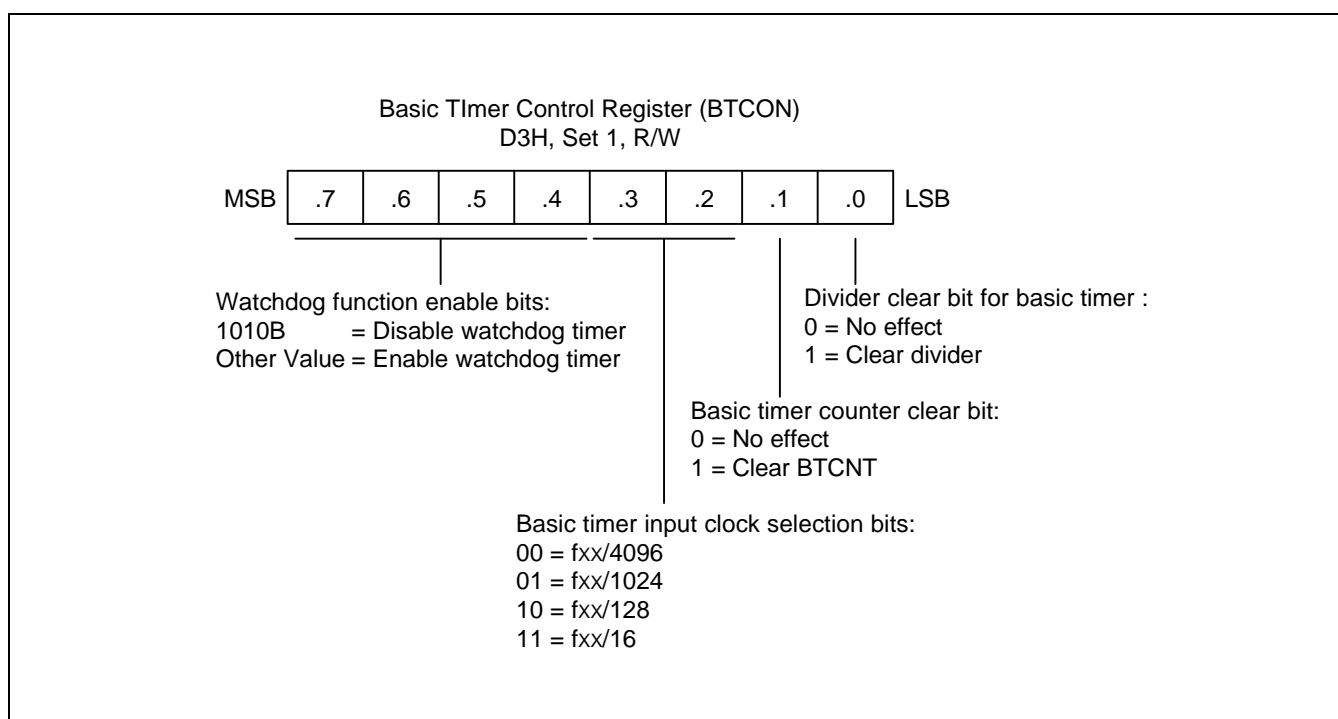 Basic TImer Control Register (BTCON)
D3H, Set 1, R/W
MSB .7 .6 .5 .4 .3 .2 .1 .0 LSB
Watchdog function enable bits:
1010B = Disable watchdog timer
Other Value = Enable watchdog timer
Divider clear bit for basic timer :
0 = No effect
1 = Clear divider
Basic timer counter clear bit:
0 = No effect
1 = Clear BTCNT
Basic timer input clock selection bits:
00 = fxx/4096
01 = fxx/1024
10 = fxx/128
11 = fxx/16